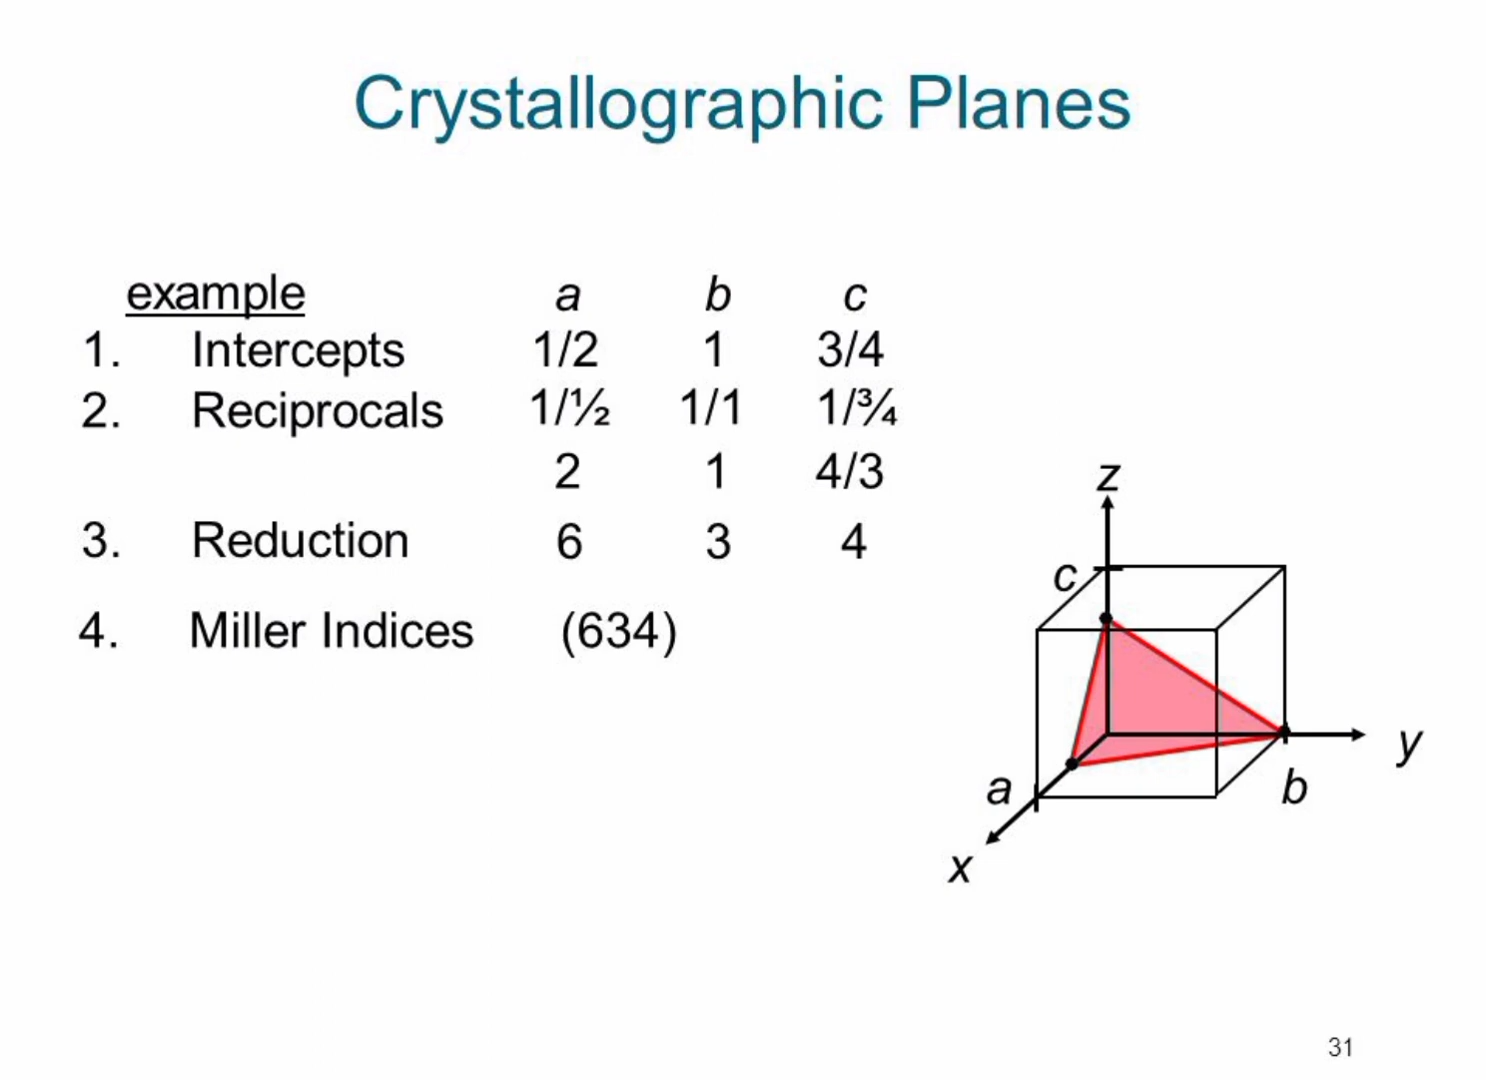 Crystallographic Planes
example a b c
1. Intercepts 1/2 1 3/4
2. Reciprocals 1/½ 1/1 1/¾
2 1 4/3
3. Reduction 6 3 4
4. Miller Indices (634)
z
c
y
a
b
x
31